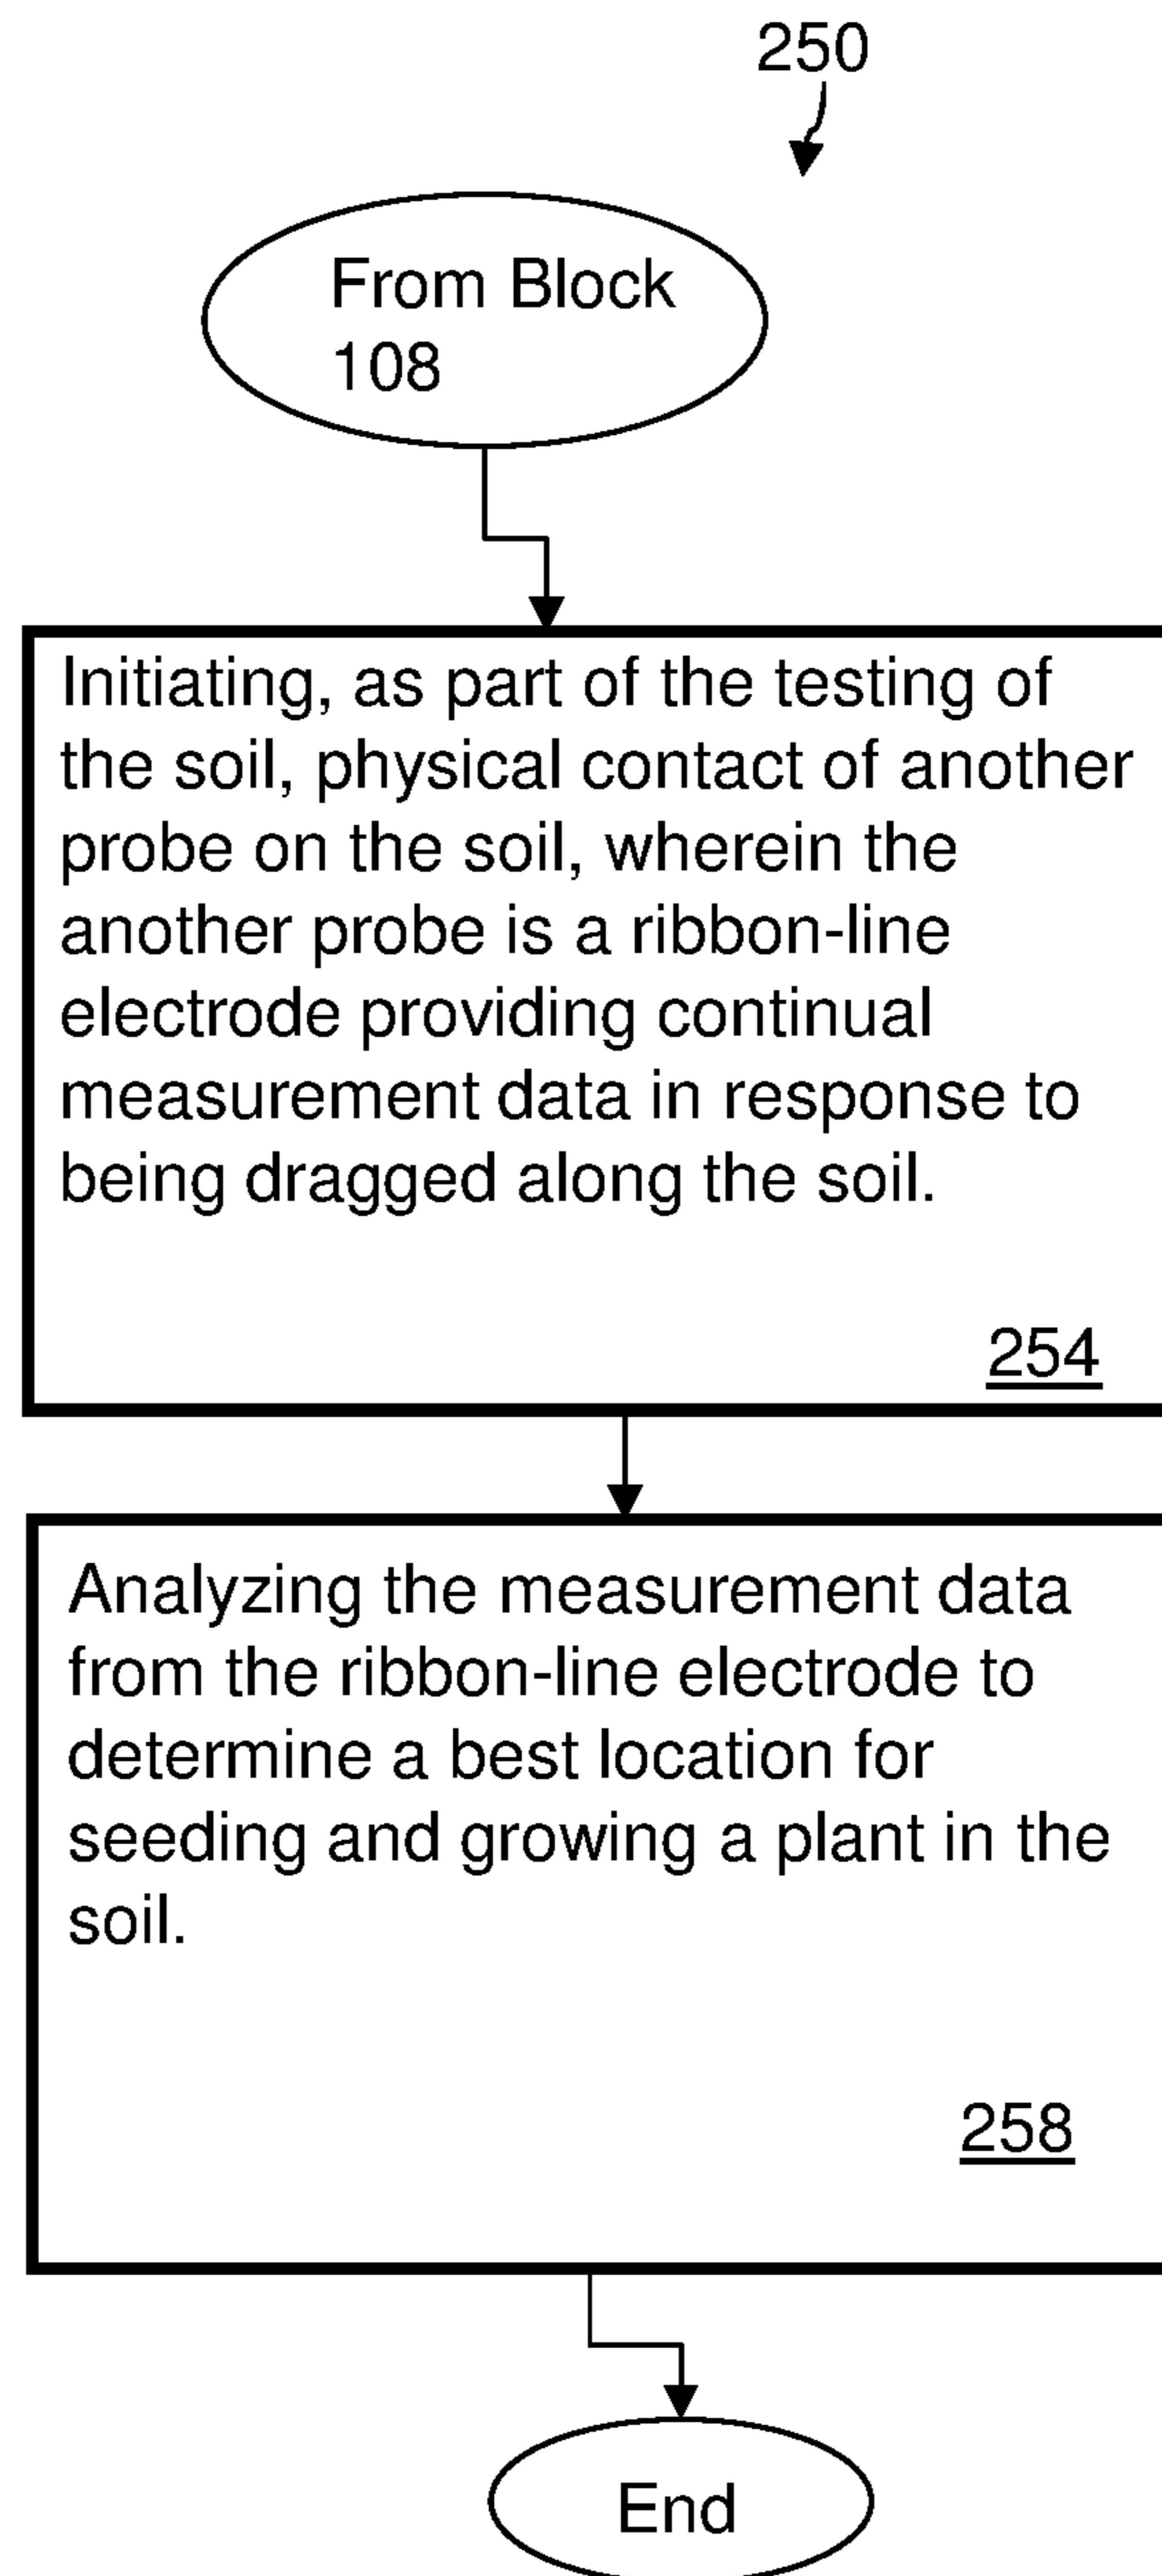 250
From Block
108
Initiating, as part of the testing of
the soil, physical contact of another
probe on the soil, wherein the
another probe is a ribbon-line
electrode providing continual
measurement data in response to
being dragged along the soil.
254
Analyzing the measurement data
from the ribbon-line electrode to
determine a best location for
seeding and growing a plant in the
soil.
258
End